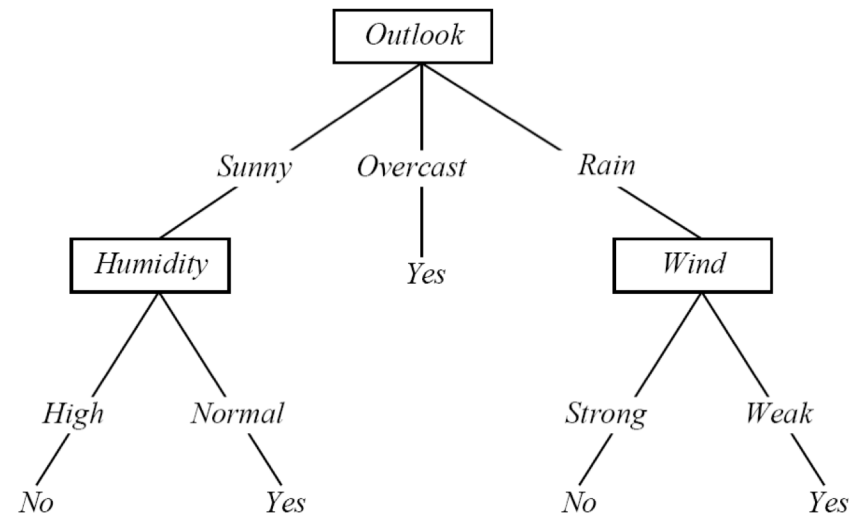 Outlook
Sunny Overcast Rain
Humidity Yes Wind
High Normal Strong Weak
No Yes No Yes